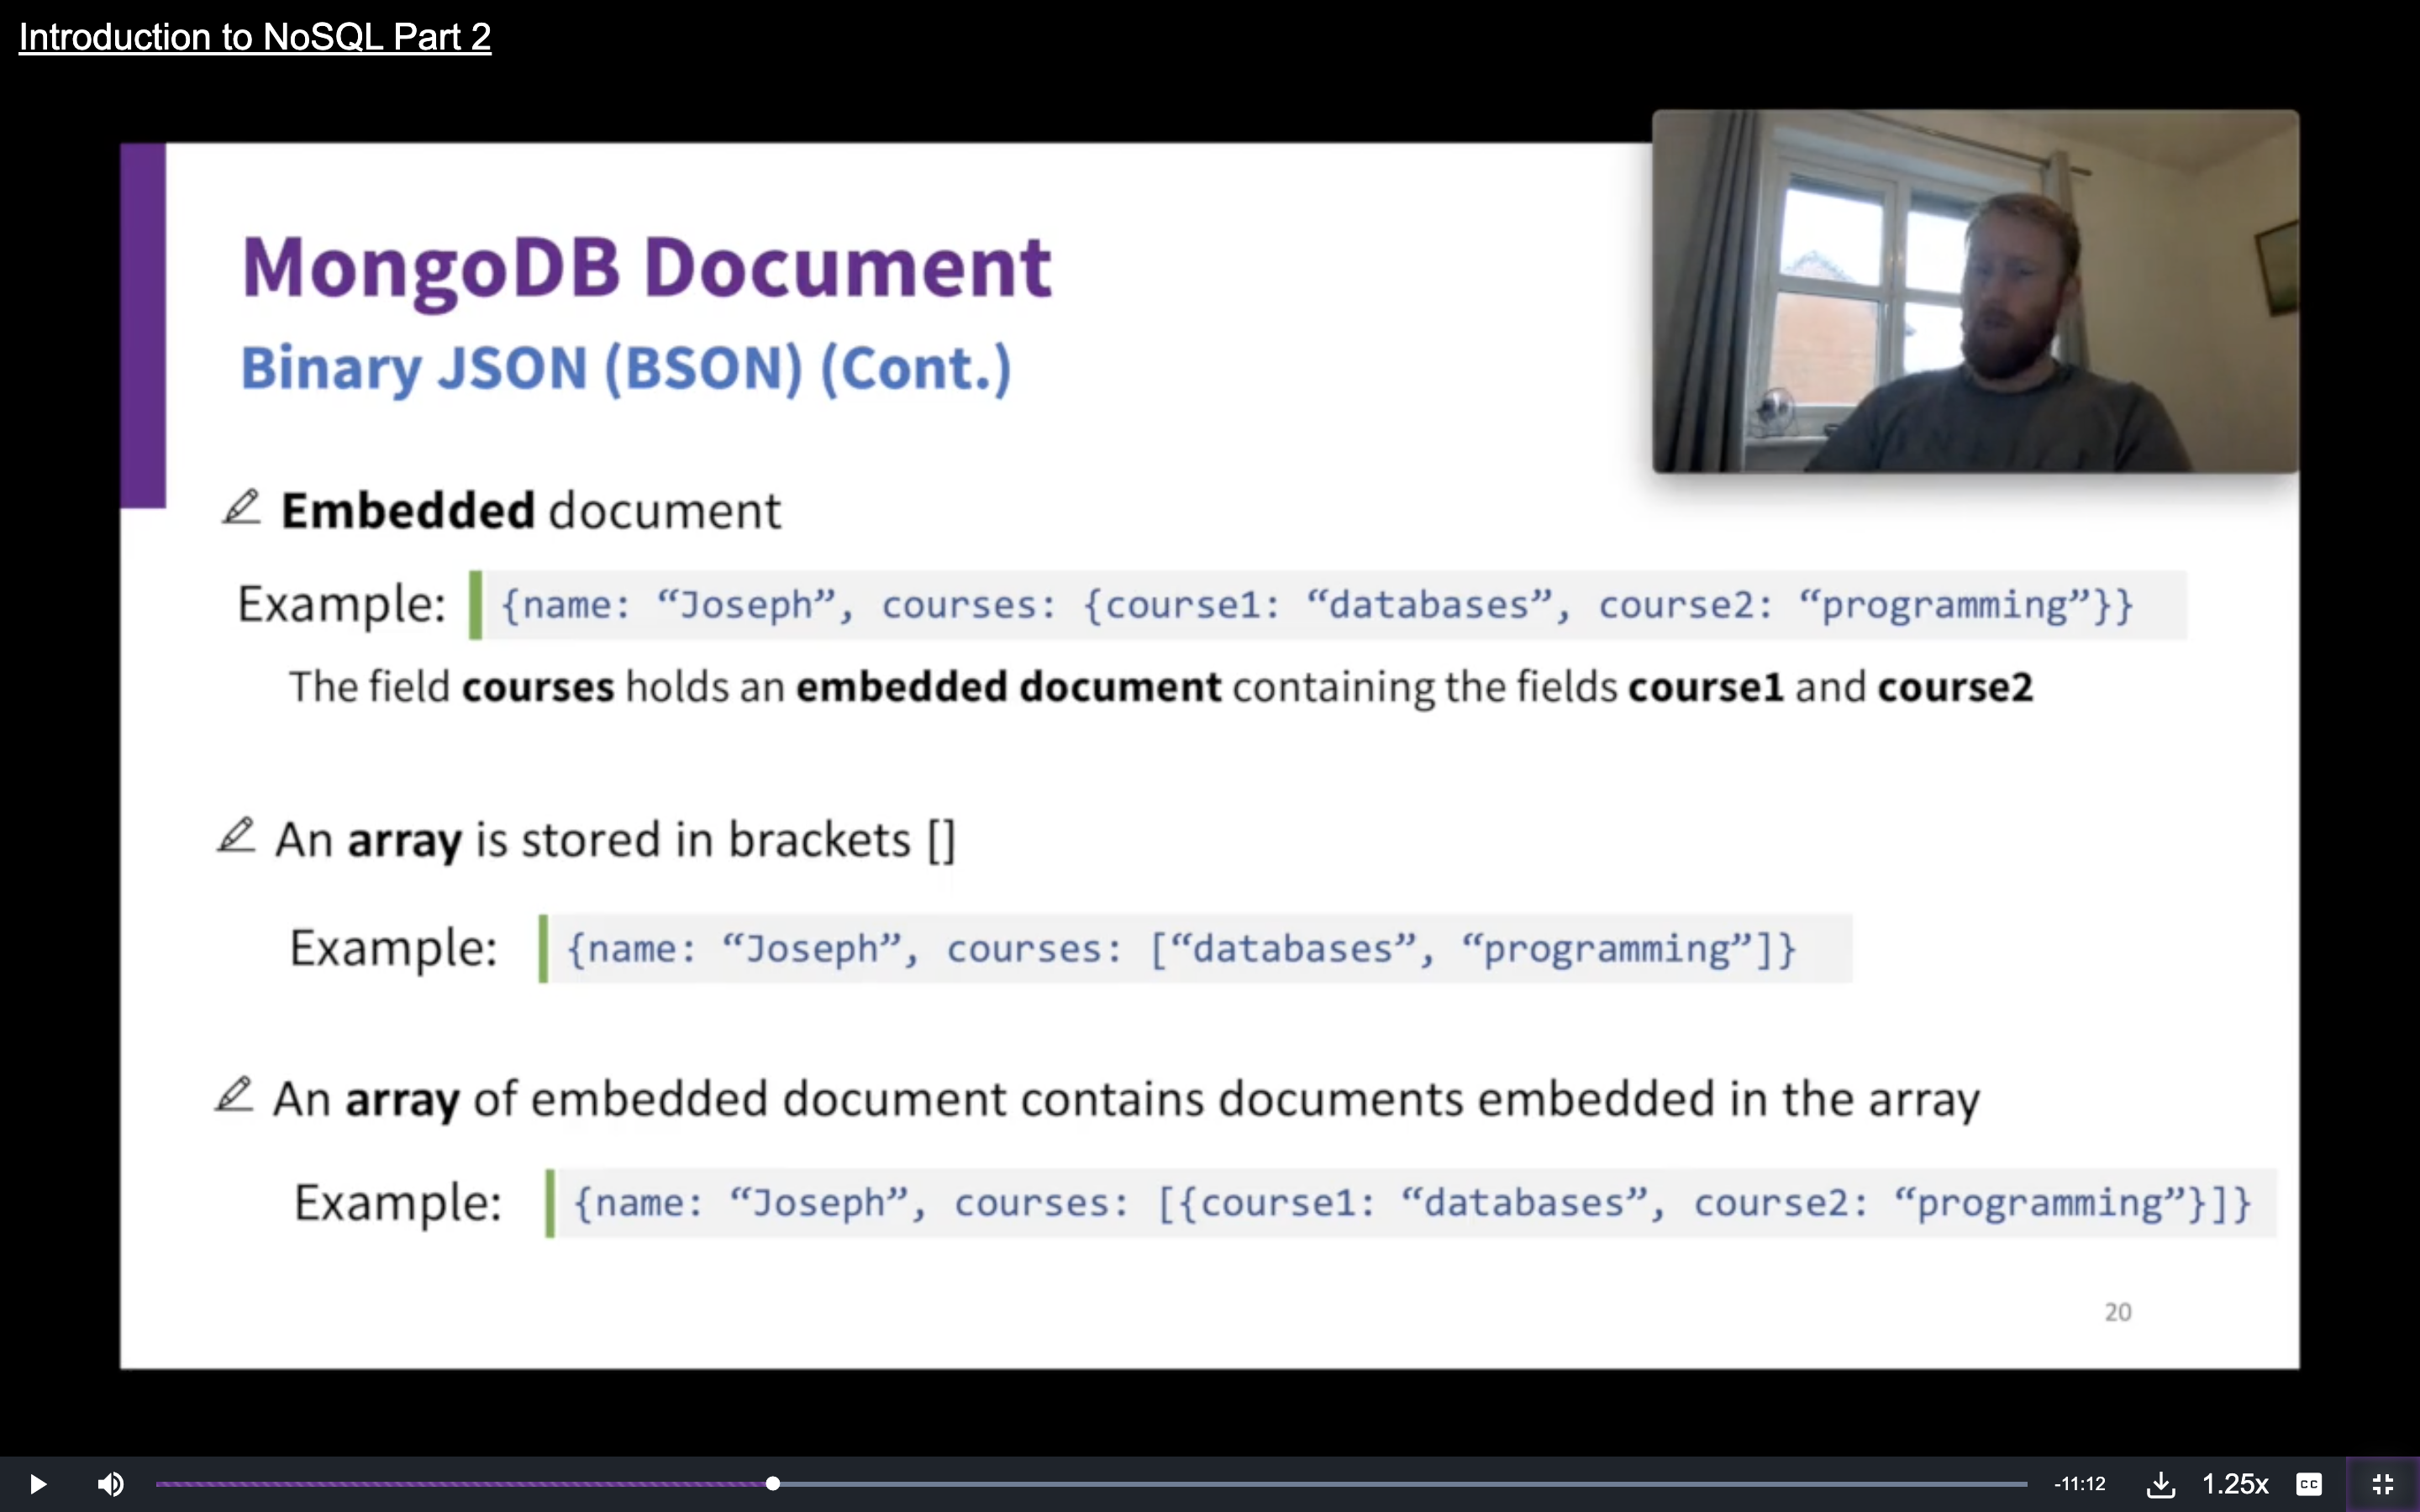 Introduction to NoSQL Part 2
MongoDB Document
Binary JSON (BSON) (Cont.)
Embedded document
Example: {name: “Joseph”, courses: {course1: “databases”, course2: “programming”}}
The field courses holds an embedded document containing the fields course1 and course2
An array is stored in brackets []
Example: {name: “Joseph”, courses: [“databases”, “programming”]}
An array of embedded document contains documents embedded in the array
Example: {name: “Joseph”, courses: [{course1: “databases”, course2: “programming”}]}
20
-11:12 1.25x CC